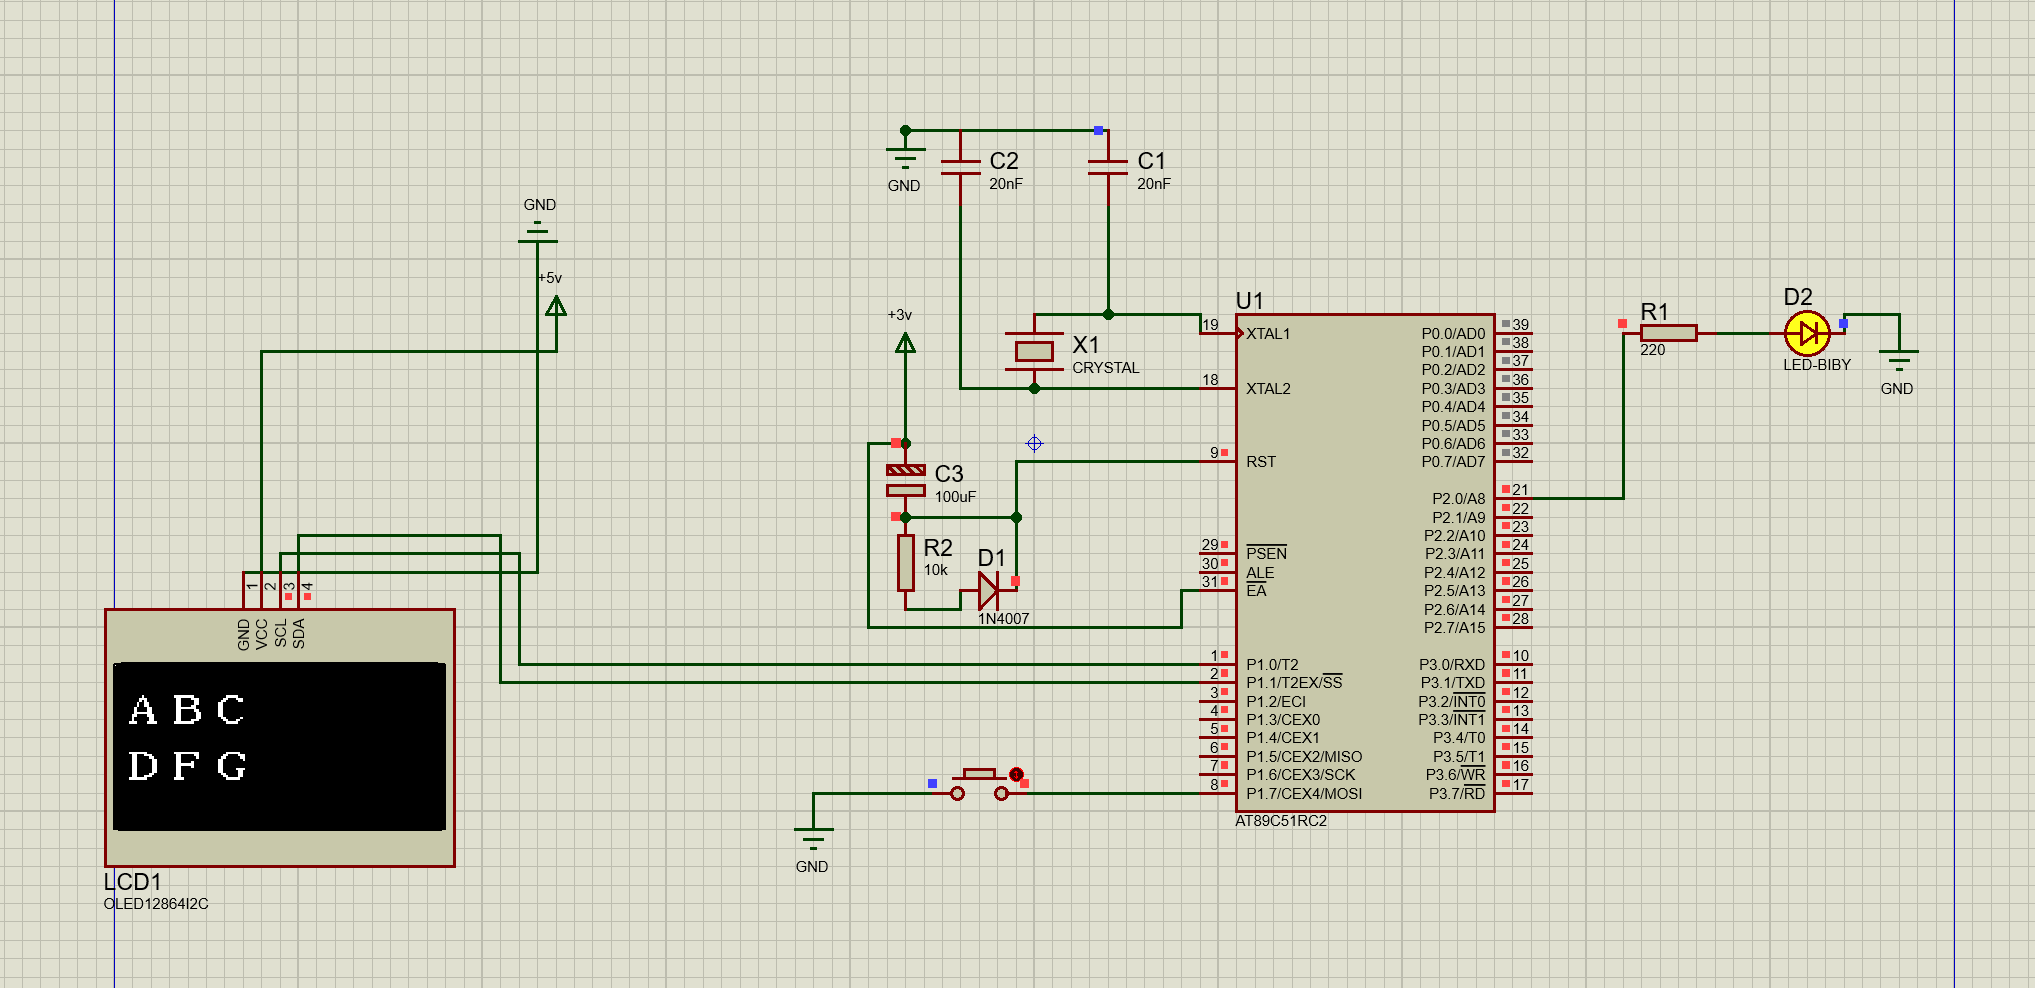 GND
C2
20nF
C1
20nF
GND
+5v
+3v
U1
X1
CRYSTAL
R1
220
D2
LED-BIBY
GND
19 XTAL1
18 XTAL2
9 RST
29 PSEN
30 ALE
31 EA
1 P1.0/T2
2 P1.1/T2EX/SS
3 P1.2/ECI
4 P1.3/CEX0
5 P1.4/CEX1
6 P1.5/CEX2/MISO
7 P1.6/CEX3/SCK
8 P1.7/CEX4/MOSI
P0.0/AD0 39
P0.1/AD1 38
P0.2/AD2 37
P0.3/AD3 36
P0.4/AD4 35
P0.5/AD5 34
P0.6/AD6 33
P0.7/AD7 32
P2.0/A8 21
P2.1/A9 22
P2.2/A10 23
P2.3/A11 24
P2.4/A12 25
P2.5/A13 26
P2.6/A14 27
P2.7/A15 28
P3.0/RXD 10
P3.1/TXD 11
P3.2/INT0 12
P3.3/INT1 13
P3.4/T0 14
P3.5/T1 15
P3.6/WR 16
P3.7/RD 17
AT89C51RC2
C3
100uF
R2
10k
D1
1N4007
1 2 3 4
GND VCC SCL SDA
A B C
D F G
LCD1
OLED12864I2C
GND